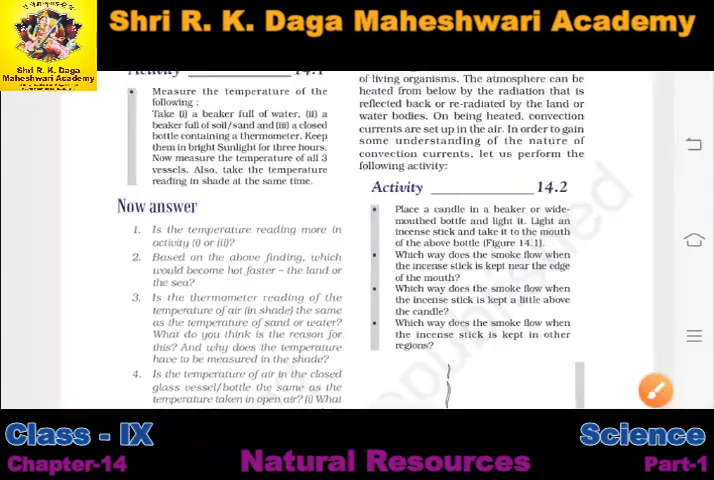 Shri R. K. Daga Maheshwari Academy
Shri R.K. Daga
Maheshwari Academy
Activity 14.1
Measure the temperature of the
following :
Take (i) a beaker full of water, (ii) a
beaker full of soil/sand and (iii) a closed
bottle containing a thermometer. Keep
them in bright Sunlight for three hours.
Now measure the temperature of all 3
vessels. Also, take the temperature
reading in shade at the same time.
Now answer
1. Is the temperature reading more in
activity (i) or (ii)?
2. Based on the above finding, which
would become hot faster – the land or
the sea?
3. Is the thermometer reading of the
temperature of air (in shade) the same
as the temperature of sand or water?
What do you think is the reason for
this? And why does the temperature
have to be measured in the shade?
4. Is the temperature of air in the closed
glass vessel/bottle the same as the
temperature taken in open air? (i) What
of living organisms. The atmosphere can be
heated from below by the radiation that is
reflected back or re-radiated by the land or
water bodies. On being heated, convection
currents are set up in the air. In order to gain
some understanding of the nature of
convection currents, let us perform the
following activity:
Activity 14.2
• Place a candle in a beaker or wide-
mouthed bottle and light it. Light an
incense stick and take it to the mouth
of the above bottle (Figure 14.1).
• Which way does the smoke flow when
the incense stick is kept near the edge
of the mouth?
• Which way does the smoke flow when
the incense stick is kept a little above
the candle?
• Which way does the smoke flow when
the incense stick is kept in other
regions?
Class - IX
Science
Chapter-14
Natural Resources
Part-1